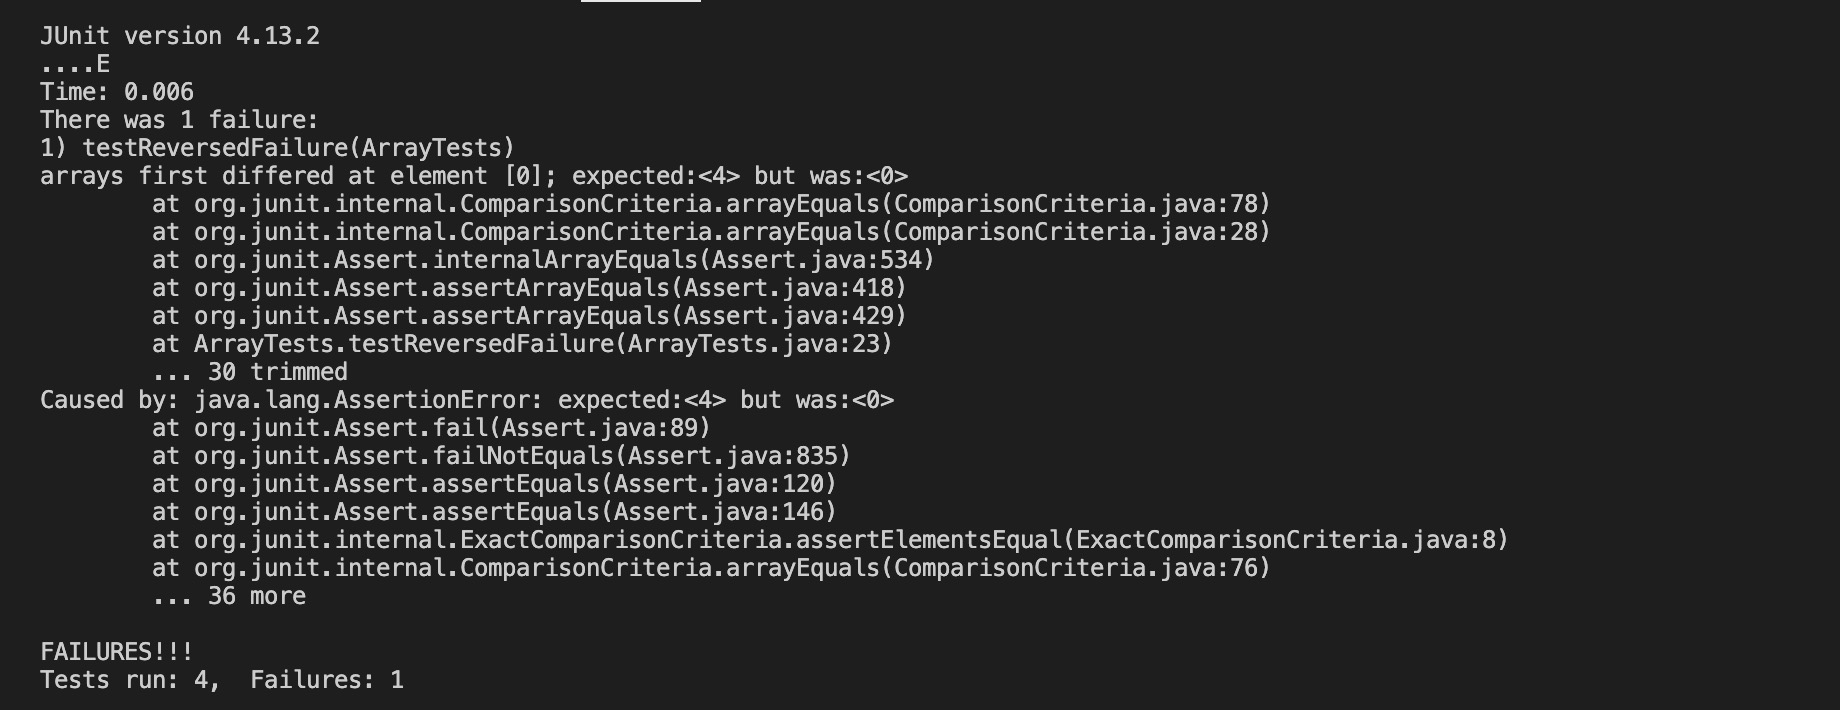 JUnit version 4.13.2
....E
Time: 0.006
There was 1 failure:
1) testReversedFailure(ArrayTests)
arrays first differed at element [0]; expected:<4> but was:<0>
        at org.junit.internal.ComparisonCriteria.arrayEquals(ComparisonCriteria.java:78)
        at org.junit.internal.ComparisonCriteria.arrayEquals(ComparisonCriteria.java:28)
        at org.junit.Assert.internalArrayEquals(Assert.java:534)
        at org.junit.Assert.assertArrayEquals(Assert.java:418)
        at org.junit.Assert.assertArrayEquals(Assert.java:429)
        at ArrayTests.testReversedFailure(ArrayTests.java:23)
        ... 30 trimmed
Caused by: java.lang.AssertionError: expected:<4> but was:<0>
        at org.junit.Assert.fail(Assert.java:89)
        at org.junit.Assert.failNotEquals(Assert.java:835)
        at org.junit.Assert.assertEquals(Assert.java:120)
        at org.junit.Assert.assertEquals(Assert.java:146)
        at org.junit.internal.ExactComparisonCriteria.assertElementsEqual(ExactComparisonCriteria.java:8)
        at org.junit.internal.ComparisonCriteria.arrayEquals(ComparisonCriteria.java:76)
        ... 36 more

FAILURES!!!
Tests run: 4,  Failures: 1